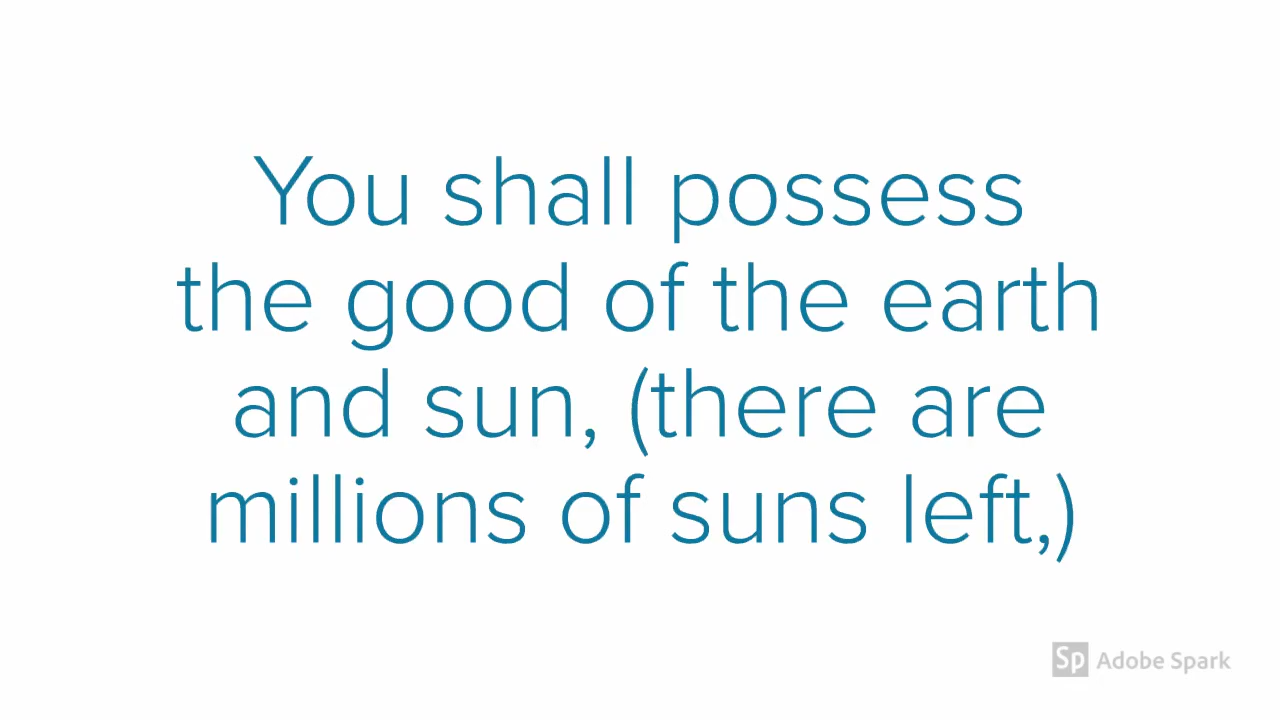 You shall possess
the good of the earth
and sun, (there are
millions of suns left,)
Sp Adobe Spark